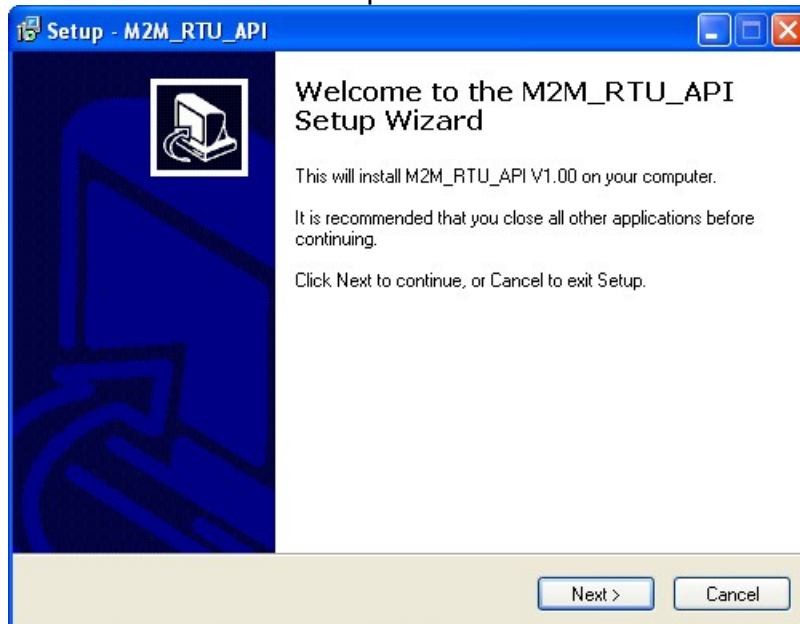 Setup - M2M_RTU_API
Welcome to the M2M_RTU_API
Setup Wizard
This will install M2M_RTU_API V1.00 on your computer.
It is recommended that you close all other applications before
continuing.
Click Next to continue, or Cancel to exit Setup.
Next >
Cancel